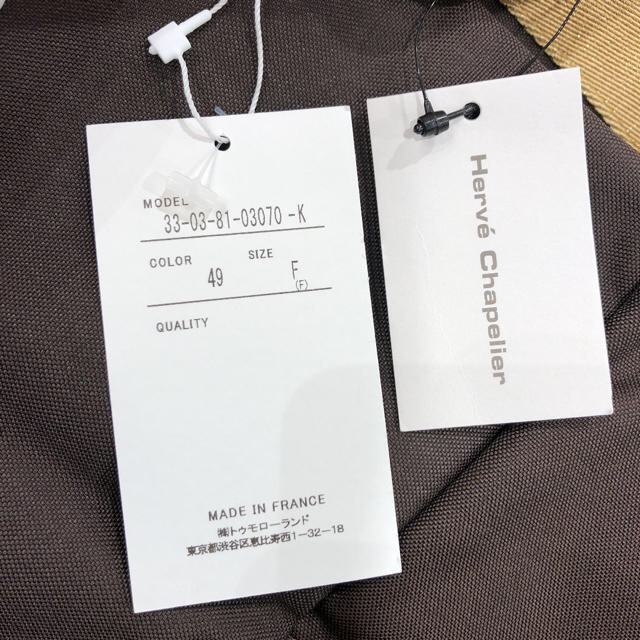 MODEL
33-03-81-03070 -K
COLOR SIZE
49 F
(F)
QUALITY
MADE IN FRANCE
㈱トゥモローランド
東京都渋谷区恵比寿西1-32-18
Hervé Chapelier